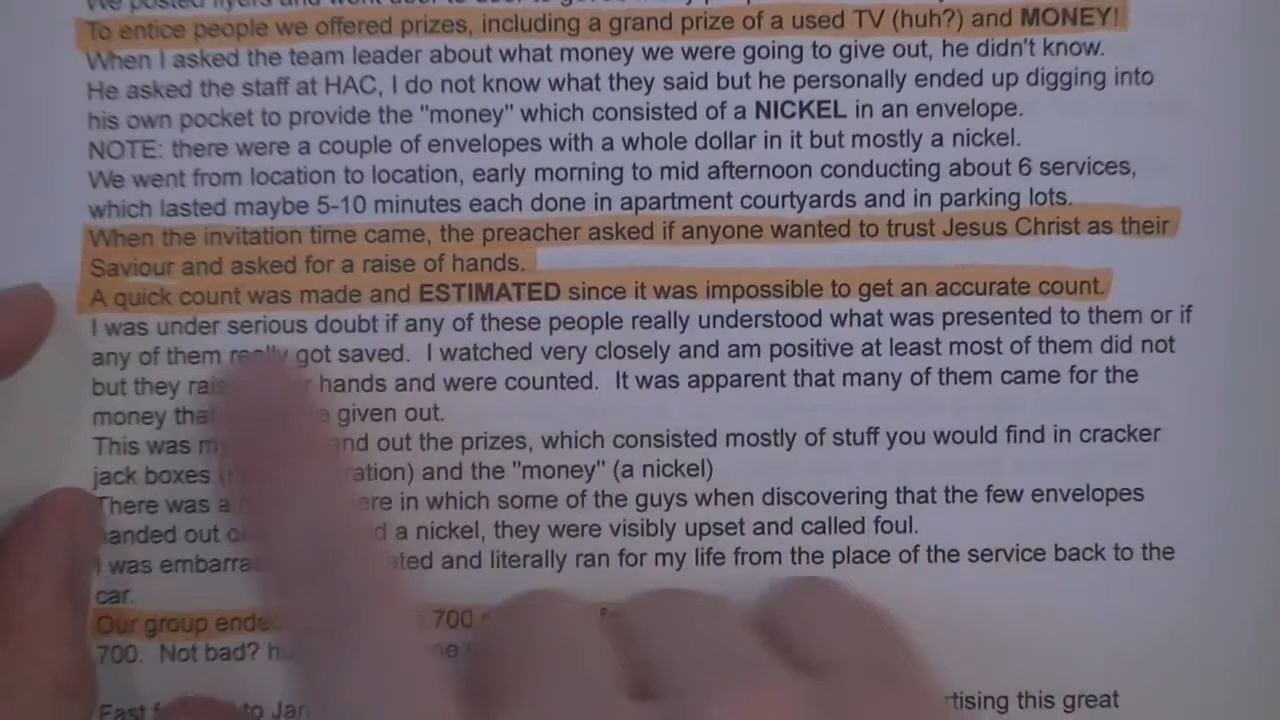 We posted flyers and went door to door
To entice people we offered prizes, including a grand prize of a used TV (huh?) and MONEY!
When I asked the team leader about what money we were going to give out, he didn't know.
He asked the staff at HAC, I do not know what they said but he personally ended up digging into
his own pocket to provide the "money" which consisted of a NICKEL in an envelope.
NOTE: there were a couple of envelopes with a whole dollar in it but mostly a nickel.
We went from location to location, early morning to mid afternoon conducting about 6 services,
which lasted maybe 5-10 minutes each done in apartment courtyards and in parking lots.
When the invitation time came, the preacher asked if anyone wanted to trust Jesus Christ as their
Saviour and asked for a raise of hands.
A quick count was made and ESTIMATED since it was impossible to get an accurate count.
I was under serious doubt if any of these people really understood what was presented to them or if
any of them really got saved. I watched very closely and am positive at least most of them did not
but they hands and were counted. It was apparent that many of them came for the
money given out.
This was out the prizes, which consisted mostly of stuff you would find in cracker
jack boxes and the "money" (a nickel)
There was a in which some of the guys when discovering that the few envelopes
handed out a nickel, they were visibly upset and called foul.
I was and literally ran for my life from the place of the service back to the
car.
Our group 700
700. Not bad?
to this great